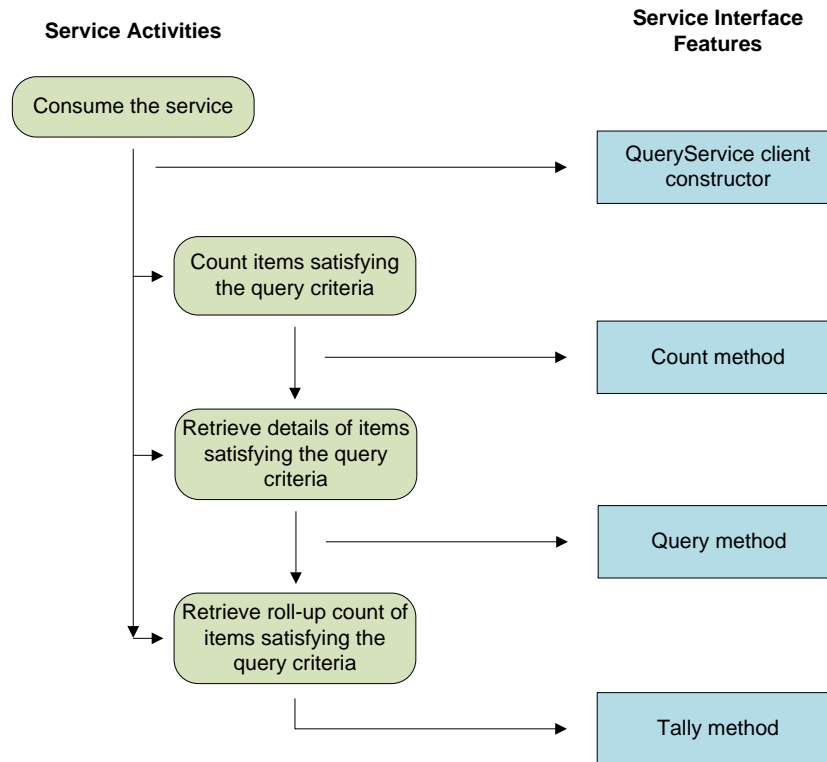 Service Activities
Service Interface
Features
Consume the service
QueryService client
constructor
Count items satisfying
the query criteria
Count method
Retrieve details of items
satisfying the query
criteria
Query method
Retrieve roll-up count of
items satisfying the
query criteria
Tally method